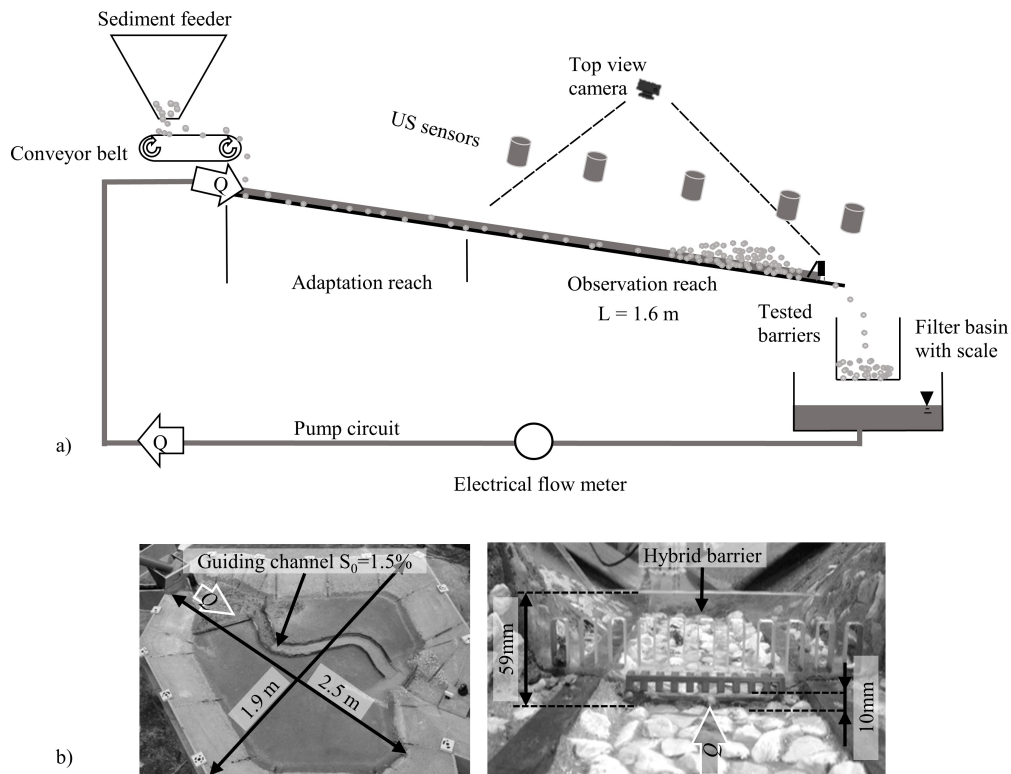 Sediment feeder
Top view
camera
US sensors
Conveyor belt
Q
Adaptation reach
Observation reach
L = 1.6 m
Tested
barriers
Filter basin
with scale
Q
Pump circuit
a)
Electrical flow meter
Guiding channel S₀=1.5%
Q
1.9 m
2.5 m
b)
Hybrid barrier
59mm
10mm
Q